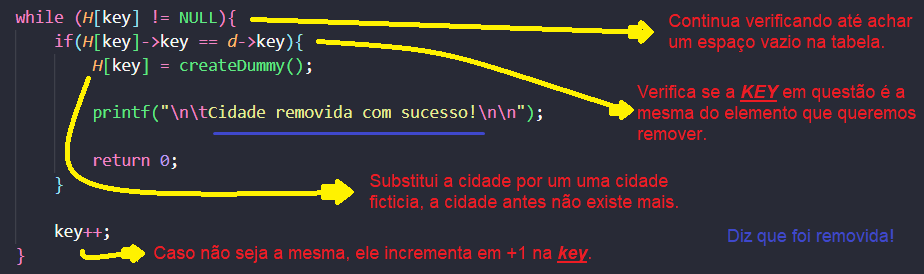 while (H[key] != NULL){
Continua verificando até achar
um espaço vazio na tabela.
if(H[key]->key == d->key){
H[key] = createDummy();
Verifica se a KEY em questão é a
mesma do elemento que queremos
remover.
printf("\n\tCidade removida com sucesso!\n\n");
return 0;
}
Substitui a cidade por um uma cidade
ficticia, a cidade antes não existe mais.
key++;
Diz que foi removida!
}
Caso não seja a mesma, ele incrementa em +1 na key.